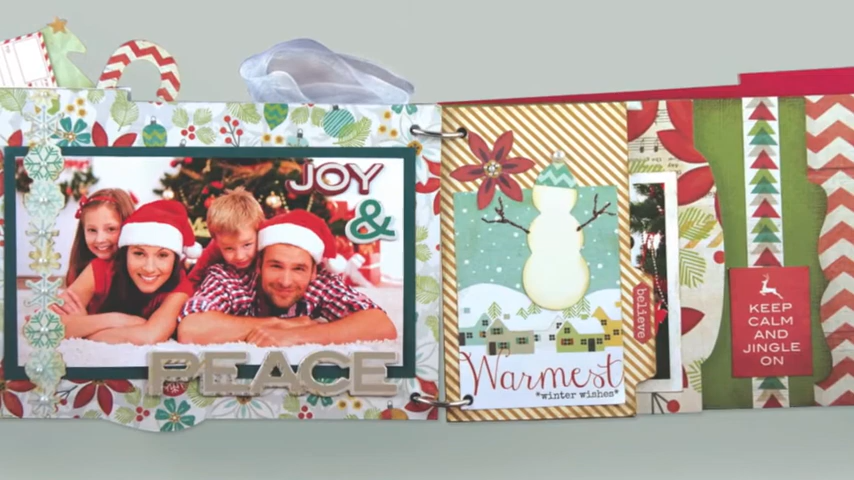 JOY
&
PEACE
Warmest
*winter wishes*
believe
KEEP
CALM
AND
JINGLE
ON